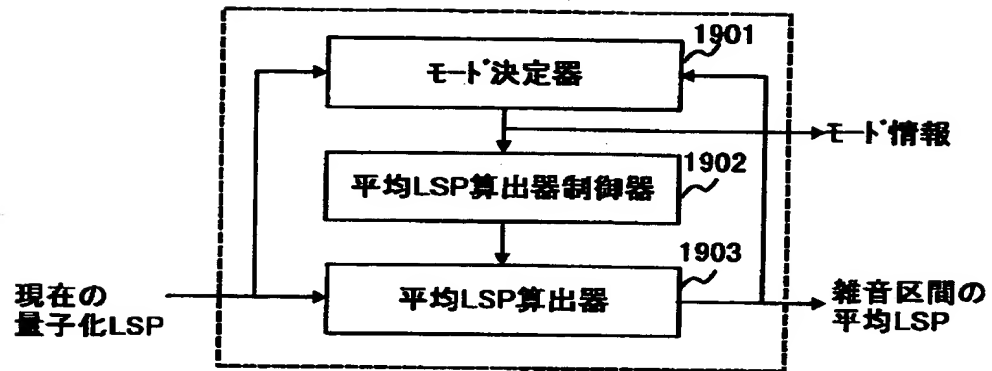 1901
モード決定器
モード情報
1902
平均LSP算出器制御器
1903
平均LSP算出器
現在の
量子化LSP
雑音区間の
平均LSP